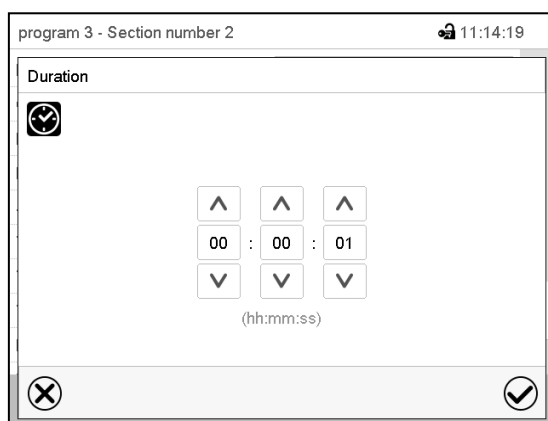 program 3 - Section number 2 11:14:19
Duration
00 : 00 : 01
(hh:mm:ss)